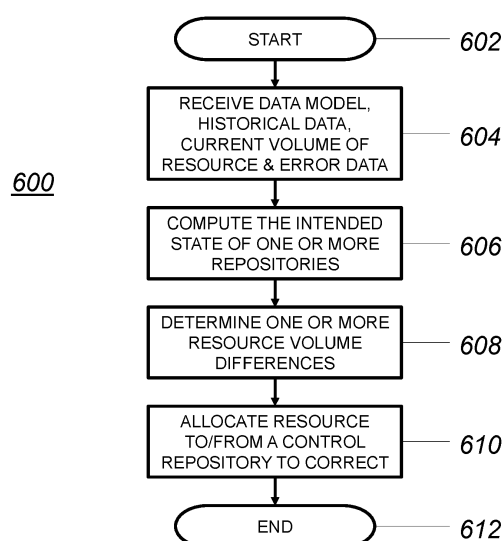 START
602
RECEIVE DATA MODEL,
HISTORICAL DATA,
CURRENT VOLUME OF
RESOURCE & ERROR DATA
604
600
COMPUTE THE INTENDED
STATE OF ONE OR MORE
REPOSITORIES
606
DETERMINE ONE OR MORE
RESOURCE VOLUME
DIFFERENCES
608
ALLOCATE RESOURCE
TO/FROM A CONTROL
REPOSITORY TO CORRECT
610
END
612